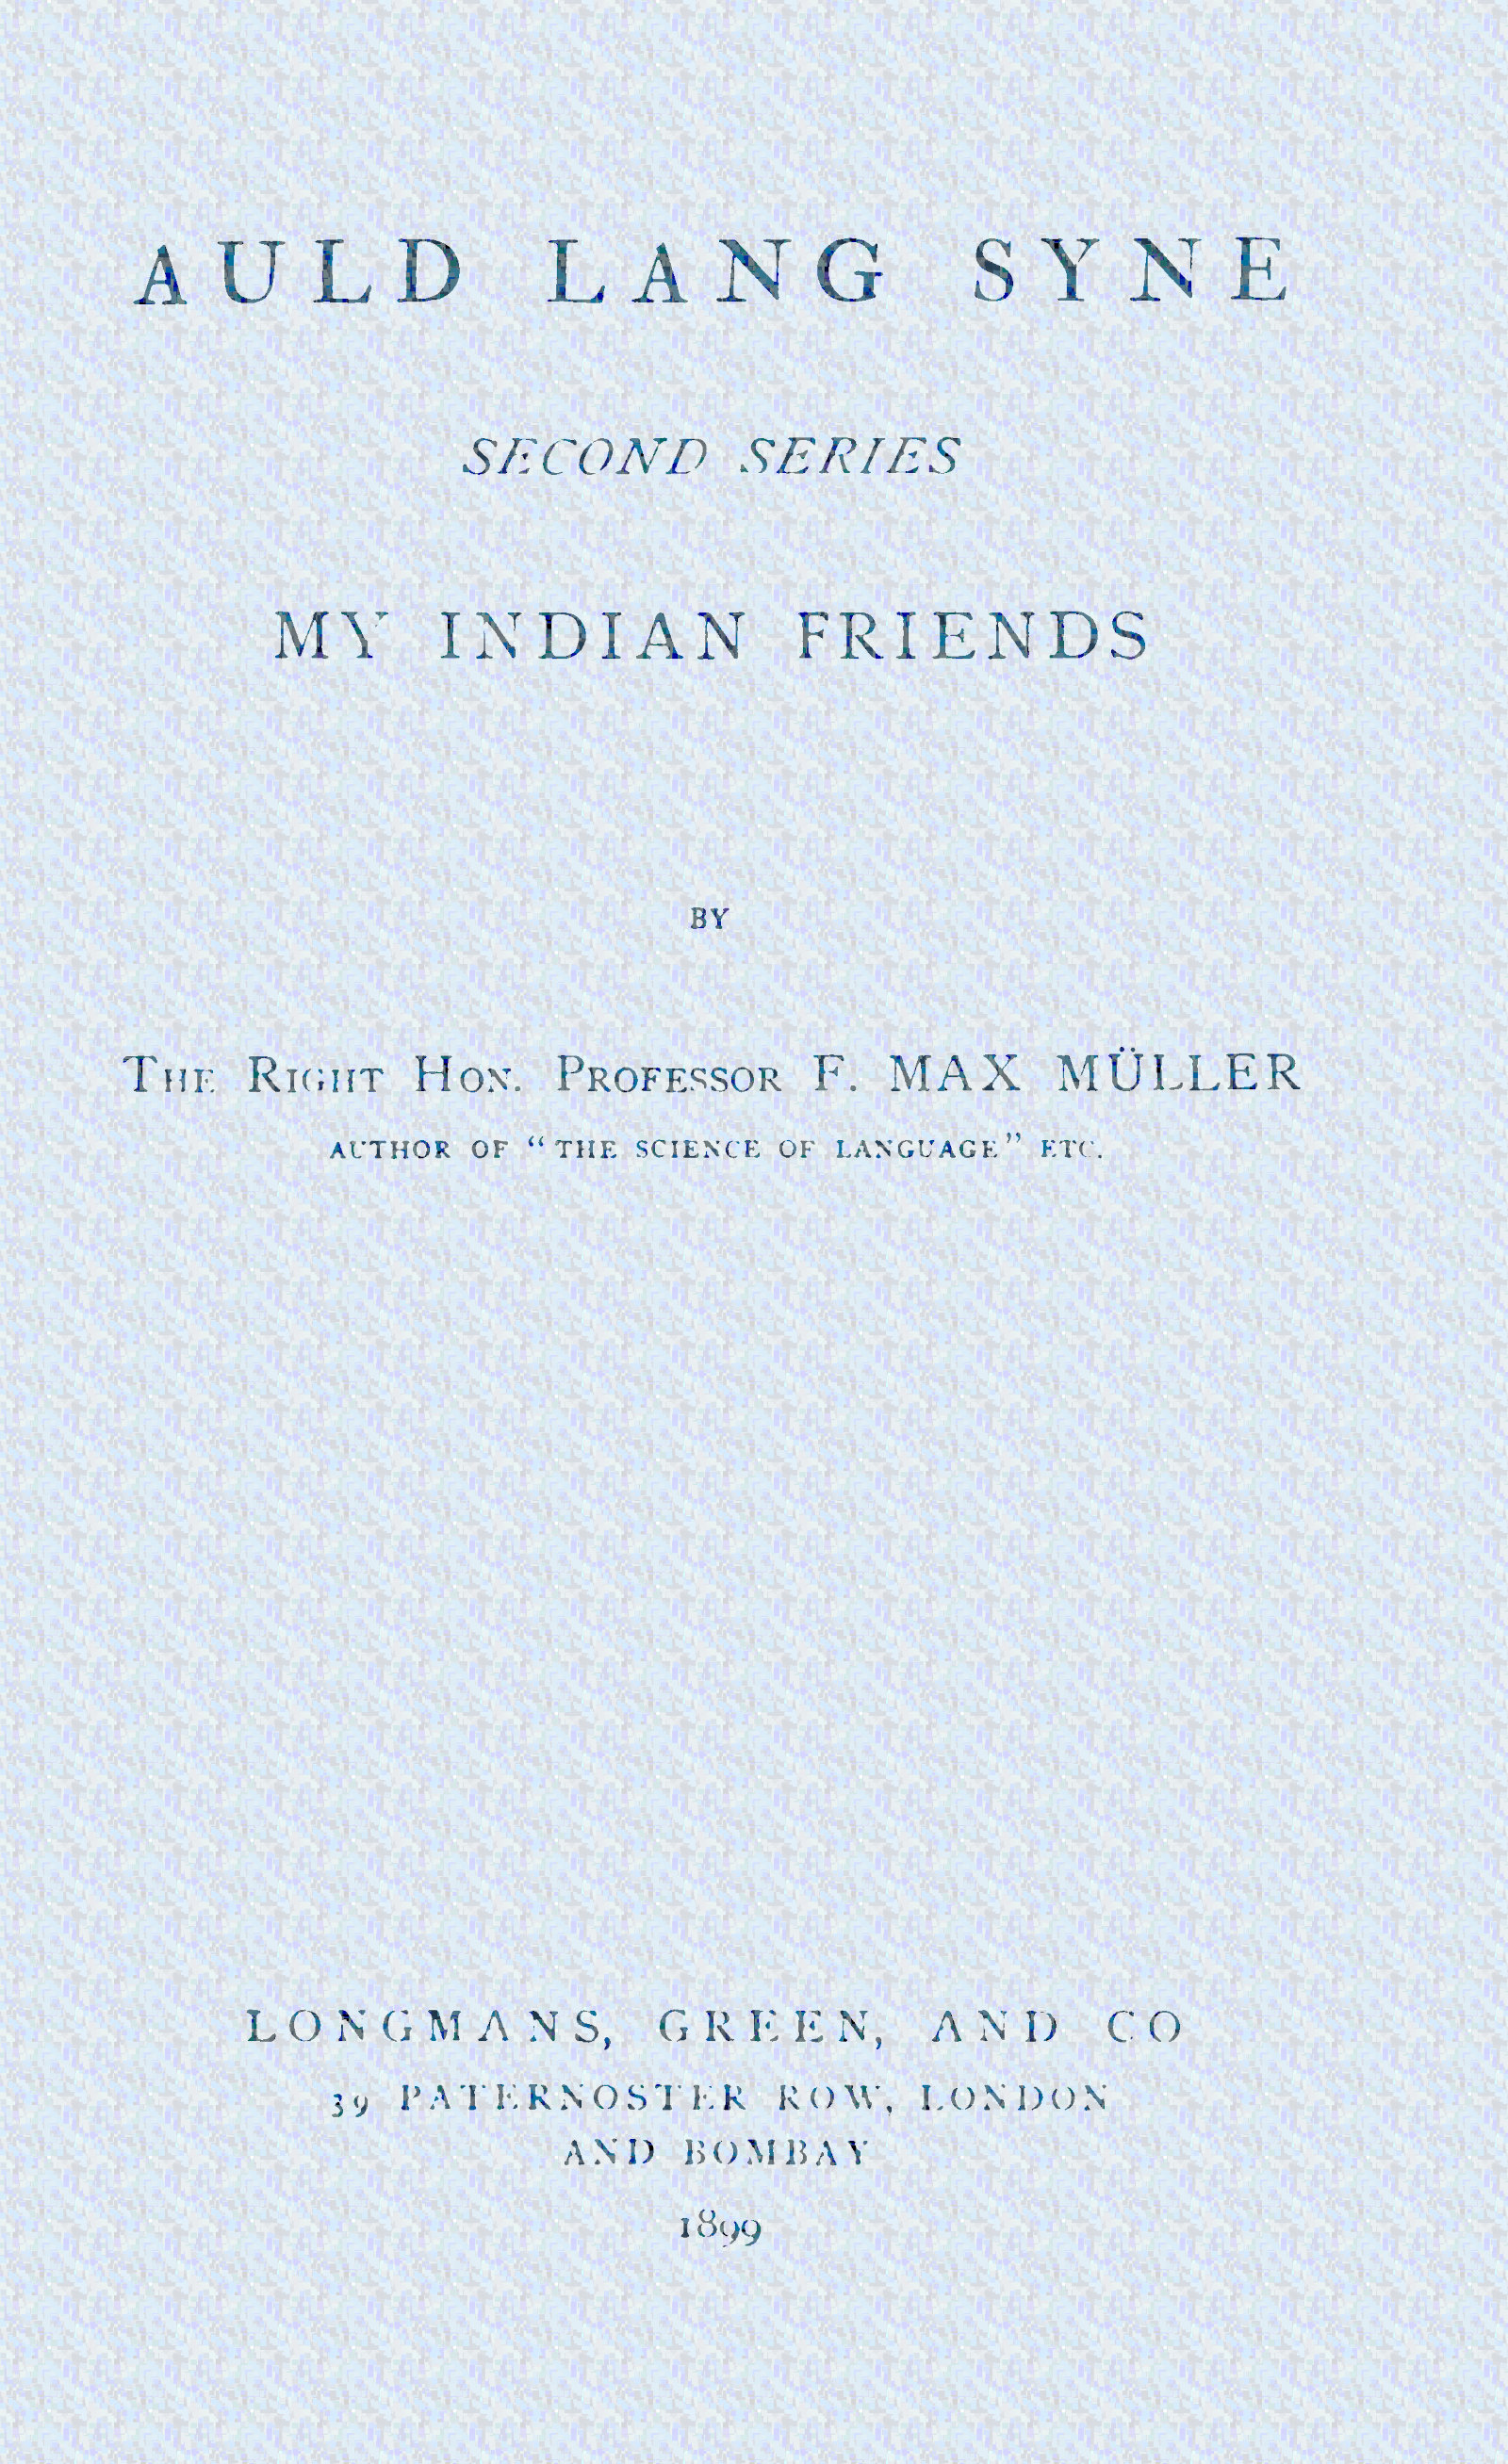 AULD LANG SYNE
SECOND SERIES
MY INDIAN FRIENDS
BY
THE RIGHT HON. PROFESSOR F. MAX MÜLLER
AUTHOR OF “THE SCIENCE OF LANGUAGE” ETC.
LONGMANS, GREEN, AND CO
39 PATERNOSTER ROW, LONDON
AND BOMBAY
1899